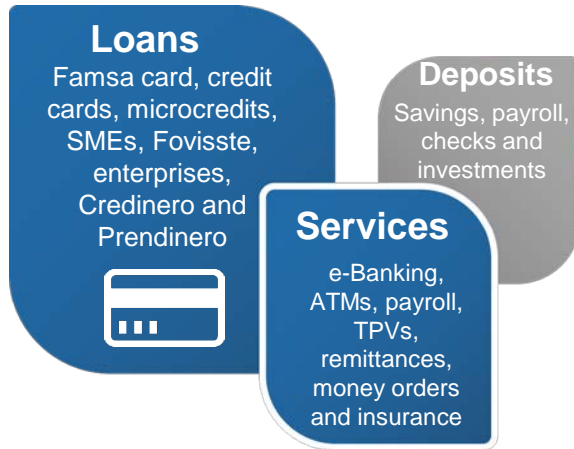 Loans
Famsa card, credit
cards, microcredits,
SMEs, Fovisste,
enterprises,
Credinero and
Prendinero
Deposits
Savings, payroll,
checks and
investments
Services
e-Banking,
ATMs, payroll,
TPVs,
remittances,
money orders
and insurance